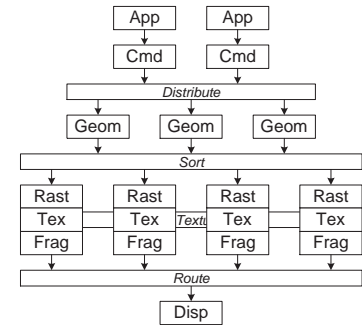 App App
Cmd Cmd
Distribute
Geom Geom Geom
Sort
Rast Rast Rast Rast
Tex Tex Textu Tex Tex
Frag Frag Frag Frag
Route
Disp